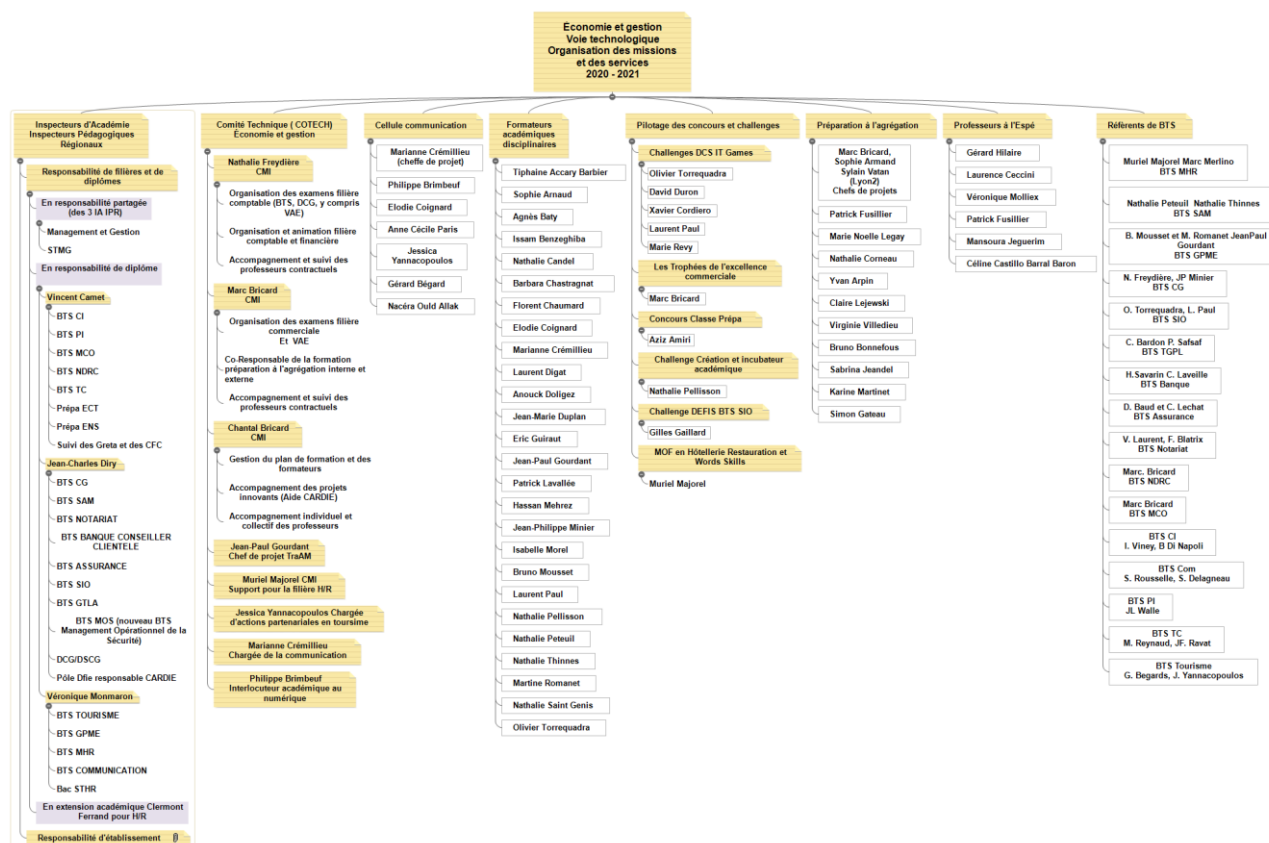 Économie et gestion
Voie technologique
Organisation des missions
et des services
2020 - 2021
Inspecteurs d'Académie
Inspecteurs Pédagogiques
Régionaux
Responsabilité de filières et de
diplômes
En responsabilité partagée
(des 3 IA IPR)
Management et Gestion
STMG
En responsabilité de diplôme
Vincent Camet
BTS CI
BTS PI
BTS MCO
BTS NDRC
BTS TC
Prépa ECT
Prépa ENS
Suivi des Greta et des CFC
Jean-Charles Diry
BTS CG
BTS SAM
BTS NOTARIAT
BTS BANQUE CONSEILLER
CLIENTELE
BTS ASSURANCE
BTS SIO
BTS GTLA
BTS MOS (nouveau BTS
Management Opérationnel de la
Sécurité)
DCG/DSCG
Pôle Dfie responsable CARDIE
Véronique Monmaron
BTS TOURISME
BTS GPME
BTS MHR
BTS COMMUNICATION
Bac STHR
En extension académique Clermont
Ferrand pour H/R
Responsabilité d'établissement
Comité Technique ( COTECH)
Économie et gestion
Nathalie Freydière
CMI
Organisation des examens filière
comptable (BTS, DCG, y compris
VAE)
Organisation et animation filière
comptable et financière
Accompagnement et suivi des
professeurs contractuels
Marc Bricard
CMI
Organisation des examens filière
commerciale
Et VAE
Co-Responsable de la formation
préparation à l'agrégation interne et
externe
Accompagnement et suivi des
professeurs contractuels
Chantal Bricard
CMI
Gestion du plan de formation et des
formateurs
Accompagnement des projets
innovants (Aide CARDIE)
Accompagnement individuel et
collectif des professeurs
Jean-Paul Gourdant
Chef de projet TraAM
Muriel Majorel CMI
Support pour la filière H/R
Jessica Yannacopoulos Chargée
d'actions partenariales en toursime
Marianne Crémillieu
Chargée de la communication
Philippe Brimbeuf
Interlocuteur académique au
numérique
Cellule communication
Marianne Crémillieu
(cheffe de projet)
Philippe Brimbeuf
Elodie Coignard
Anne Cécile Paris
Jessica
Yannacopoulos
Gérard Bégard
Nacéra Ould Allak
Formateurs
académiques
disciplinaires
Tiphaine Accary Barbier
Sophie Arnaud
Agnès Baty
Issam Benzeghiba
Nathalie Candel
Barbara Chastragnat
Florent Chaumard
Elodie Coignard
Marianne Crémillieu
Laurent Digat
Anouck Doligez
Jean-Marie Duplan
Eric Guiraut
Jean-Paul Gourdant
Patrick Lavallée
Hassan Mehrez
Jean-Philippe Minier
Isabelle Morel
Bruno Mousset
Laurent Paul
Nathalie Pellisson
Nathalie Peteuil
Nathalie Thinnes
Martine Romanet
Nathalie Saint Genis
Olivier Torrequadra
Pilotage des concours et challenges
Challenges DCS IT Games
Olivier Torrequadra
David Duron
Xavier Cordiero
Laurent Paul
Marie Revy
Les Trophées de l'excellence
commerciale
Marc Bricard
Concours Classe Prépa
Aziz Amiri
Challenge Création et incubateur
académique
Nathalie Pellisson
Challenge DEFIS BTS SIO
Gilles Gaillard
MOF en Hôtellerie Restauration et
Words Skills
Muriel Majorel
Préparation à l'agrégation
Marc Bricard,
Sophie Armand
Sylain Vatan
(Lyon2)
Chefs de projets
Patrick Fusillier
Marie Noelle Legay
Nathalie Corneau
Yvan Arpin
Claire Lejewski
Virginie Villedieu
Bruno Bonnefous
Sabrina Jeandel
Karine Martinet
Simon Gateau
Professeurs à l'Espé
Gérard Hilaire
Laurence Ceccini
Véronique Molliex
Patrick Fusillier
Mansoura Jeguerim
Céline Castillo Barral Baron
Référents de BTS
Muriel Majorel Marc Merlino
BTS MHR
Nathalie Peteuil Nathalie Thinnes
BTS SAM
B. Mousset et M. Romanet JeanPaul
Gourdant
BTS GPME
N. Freydière, JP Minier
BTS CG
O. Torrequadra, L. Paul
BTS SIO
C. Bardon P. Safsaf
BTS TGPL
H.Savarin C. Laveille
BTS Banque
D. Baud et C. Lechat
BTS Assurance
V. Laurent, F. Blatrix
BTS Notariat
Marc. Bricard
BTS NDRC
Marc Bricard
BTS MCO
BTS CI
I. Viney, B Di Napoli
BTS Com
S. Rousselle, S. Delagneau
BTS PI
JL Walle
BTS TC
M. Reynaud, JF. Ravat
BTS Tourisme
G. Begards, J. Yannacopoulos